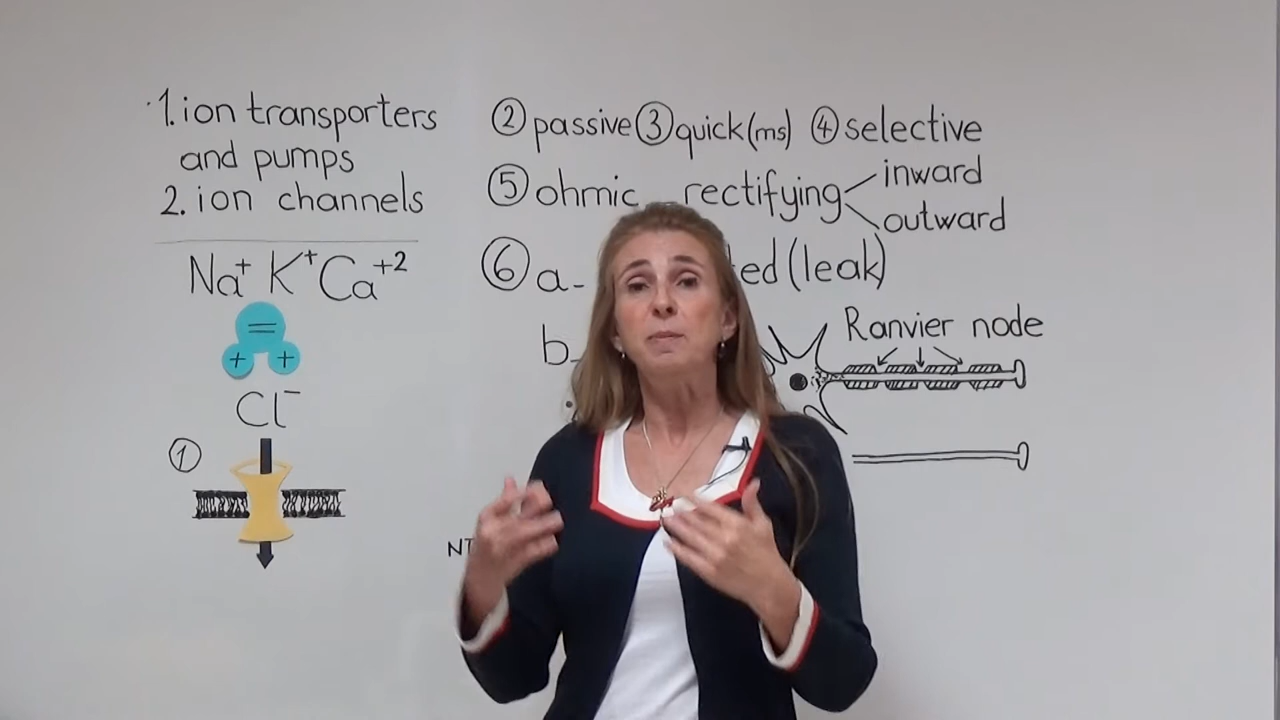 1. ion transporters
and pumps
2. ion channels
Na+ K+ Ca+2
=
+ +
Cl-
①
② passive ③ quick (ms) ④ selective
⑤ ohmic rectifying inward
outward
⑥ a- (leak)
b-
Ranvier node
NT